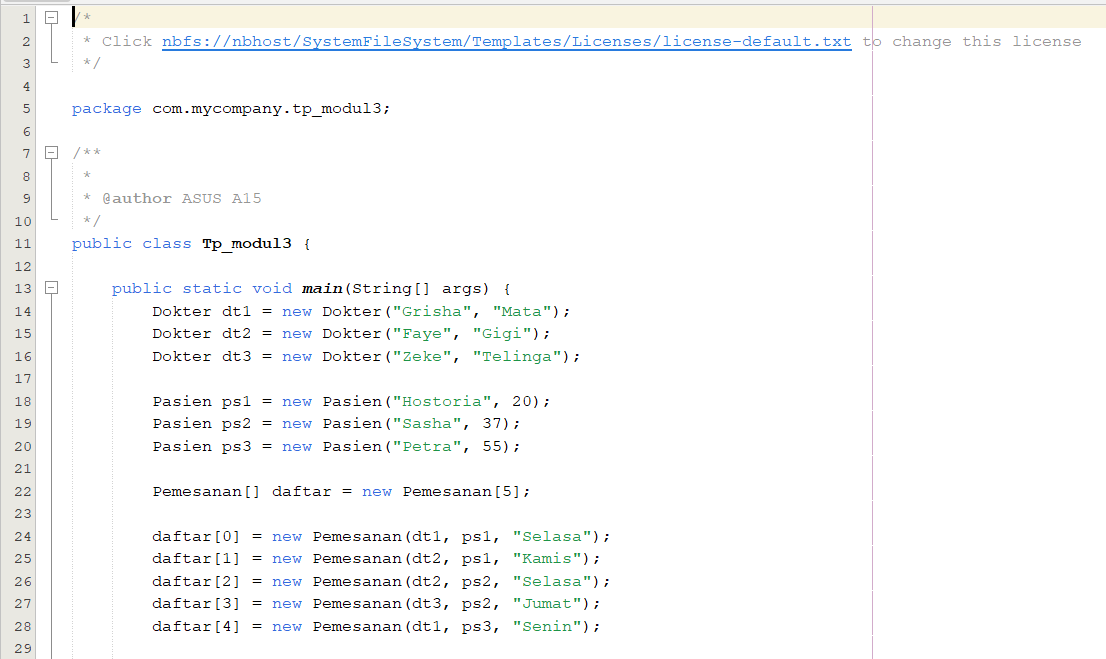 1 /*
2  * Click nbfs://nbhost/SystemFileSystem/Templates/Licenses/license-default.txt to change this license
3  */
4
5 package com.mycompany.tp_modul3;
6
7 /**
8  *
9  * @author ASUS A15
10  */
11 public class Tp_modul3 {
12
13     public static void main(String[] args) {
14         Dokter dt1 = new Dokter("Grisha", "Mata");
15         Dokter dt2 = new Dokter("Faye", "Gigi");
16         Dokter dt3 = new Dokter("Zeke", "Telinga");
17
18         Pasien ps1 = new Pasien("Hostoria", 20);
19         Pasien ps2 = new Pasien("Sasha", 37);
20         Pasien ps3 = new Pasien("Petra", 55);
21
22         Pemesanan[] daftar = new Pemesanan[5];
23
24         daftar[0] = new Pemesanan(dt1, ps1, "Selasa");
25         daftar[1] = new Pemesanan(dt2, ps1, "Kamis");
26         daftar[2] = new Pemesanan(dt2, ps2, "Selasa");
27         daftar[3] = new Pemesanan(dt3, ps2, "Jumat");
28         daftar[4] = new Pemesanan(dt1, ps3, "Senin");
29